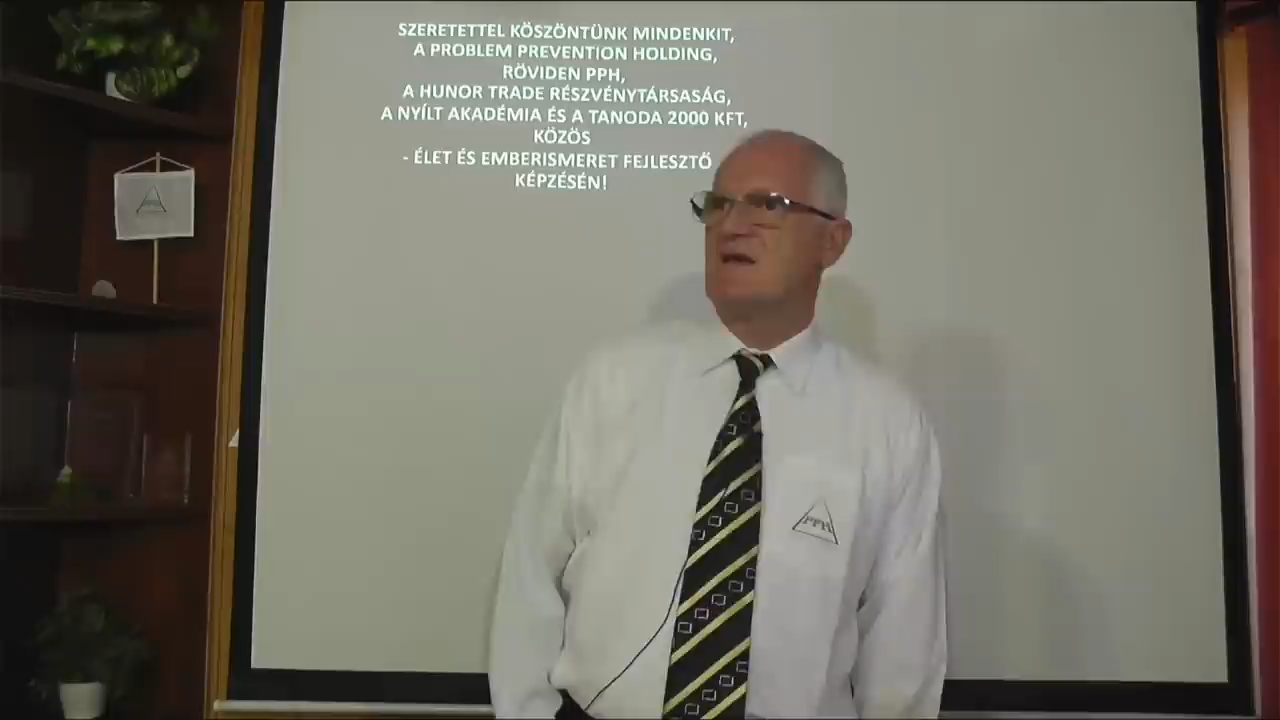 SZERETETTEL KÖSZÖNTÜNK MINDENKIT,
A PROBLEM PREVENTION HOLDING,
RÖVIDEN PPH,
A HUNOR TRADE RÉSZVÉNYTÁRSASÁG,
A NYÍLT AKADÉMIA ÉS A TANODA 2000 KFT,
KÖZÖS
- ÉLET ÉS EMBERISMERET FEJLESZTŐ
KÉPZÉSÉN!
PPH